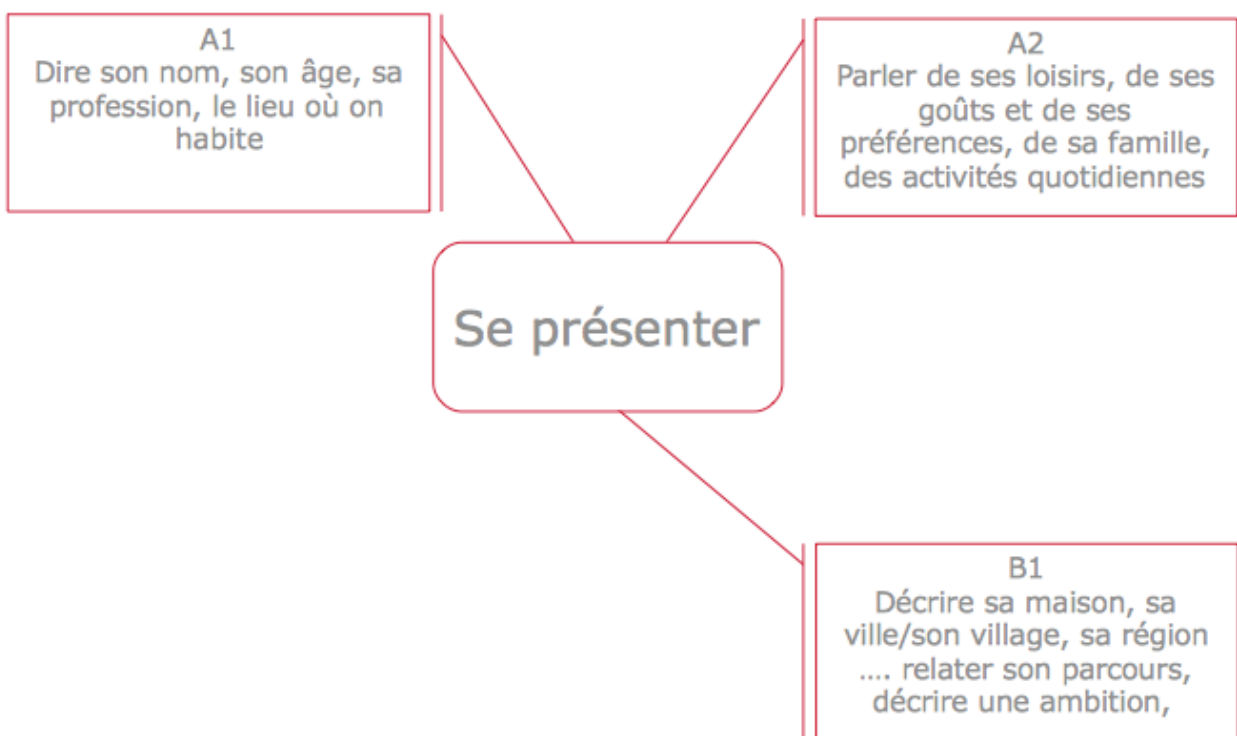 A1
Dire son nom, son âge, sa
profession, le lieu où on
habite
A2
Parler de ses loisirs, de ses
goûts et de ses
préférences, de sa famille,
des activités quotidiennes
Se présenter
B1
Décrire sa maison, sa
ville/son village, sa région
.... relater son parcours,
décrire une ambition,